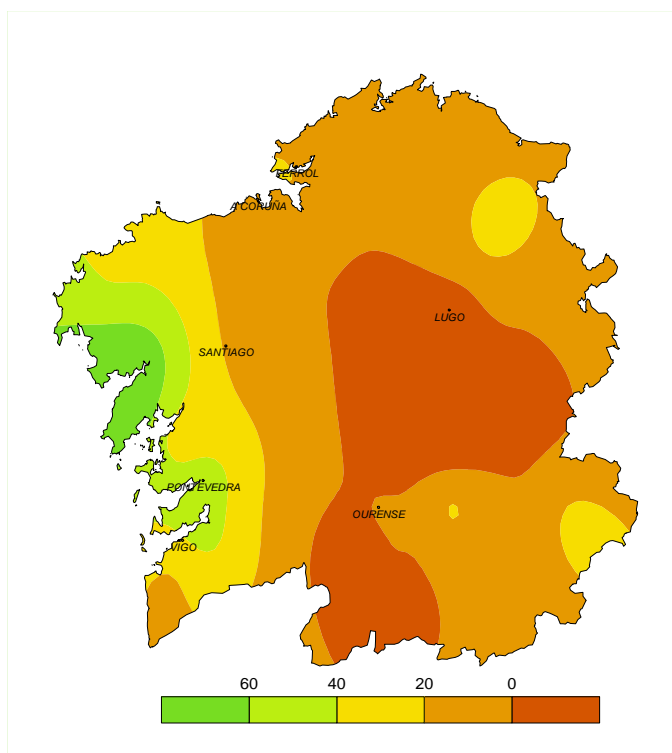 FERROL
A CORUÑA
LUGO
SANTIAGO
PONTEVEDRA
OURENSE
VIGO
60 40 20 0